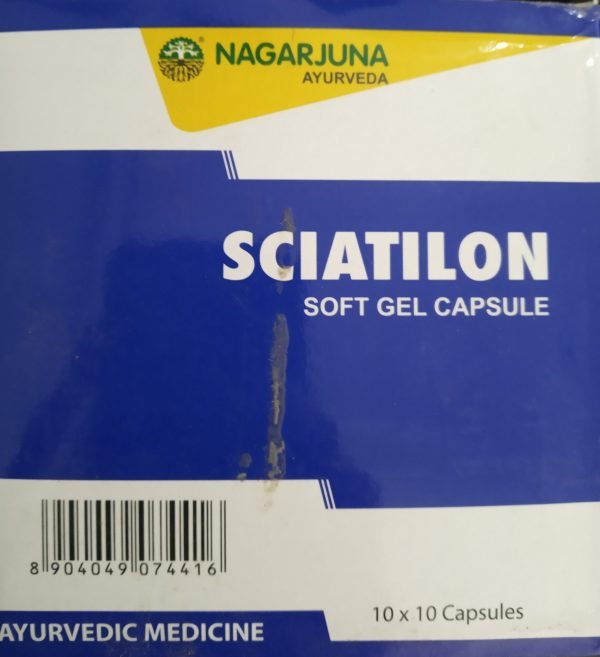 NAGARJUNA
AYURVEDA
SCIATILON
SOFT GEL CAPSULE
8 904049 074416
10 x 10 Capsules
AYURVEDIC MEDICINE